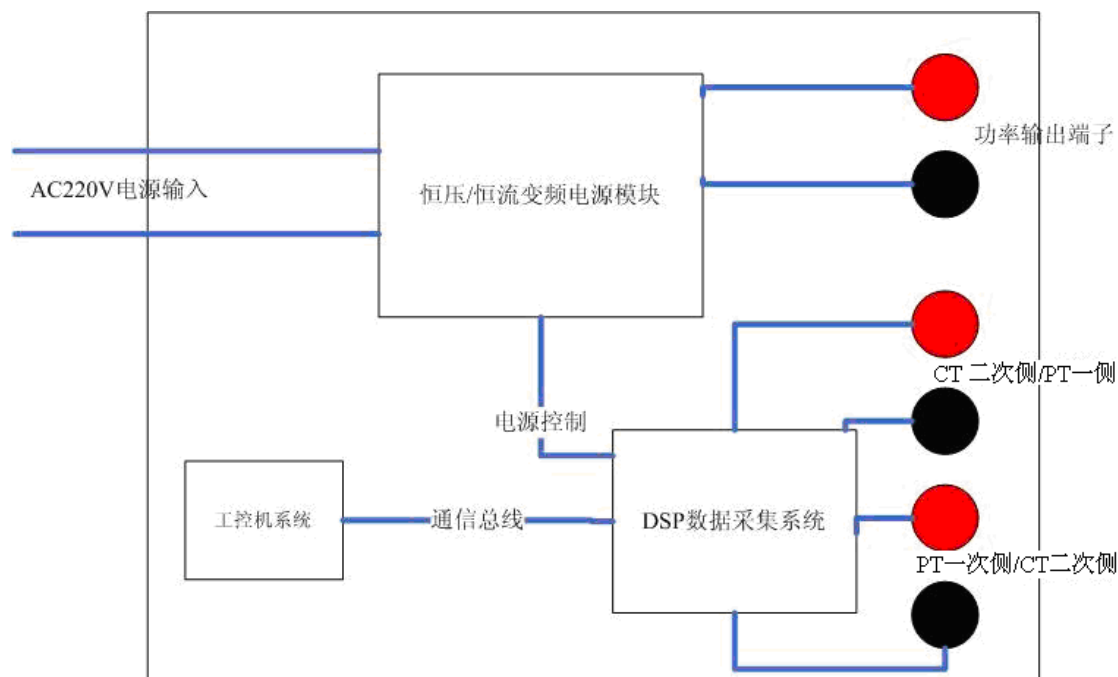 功率输出端子
AC220V电源输入
恒压/恒流变频电源模块
CT 二次侧/PT一侧
电源控制
工控机系统
通信总线
DSP数据采集系统
PT一次侧/CT二次侧